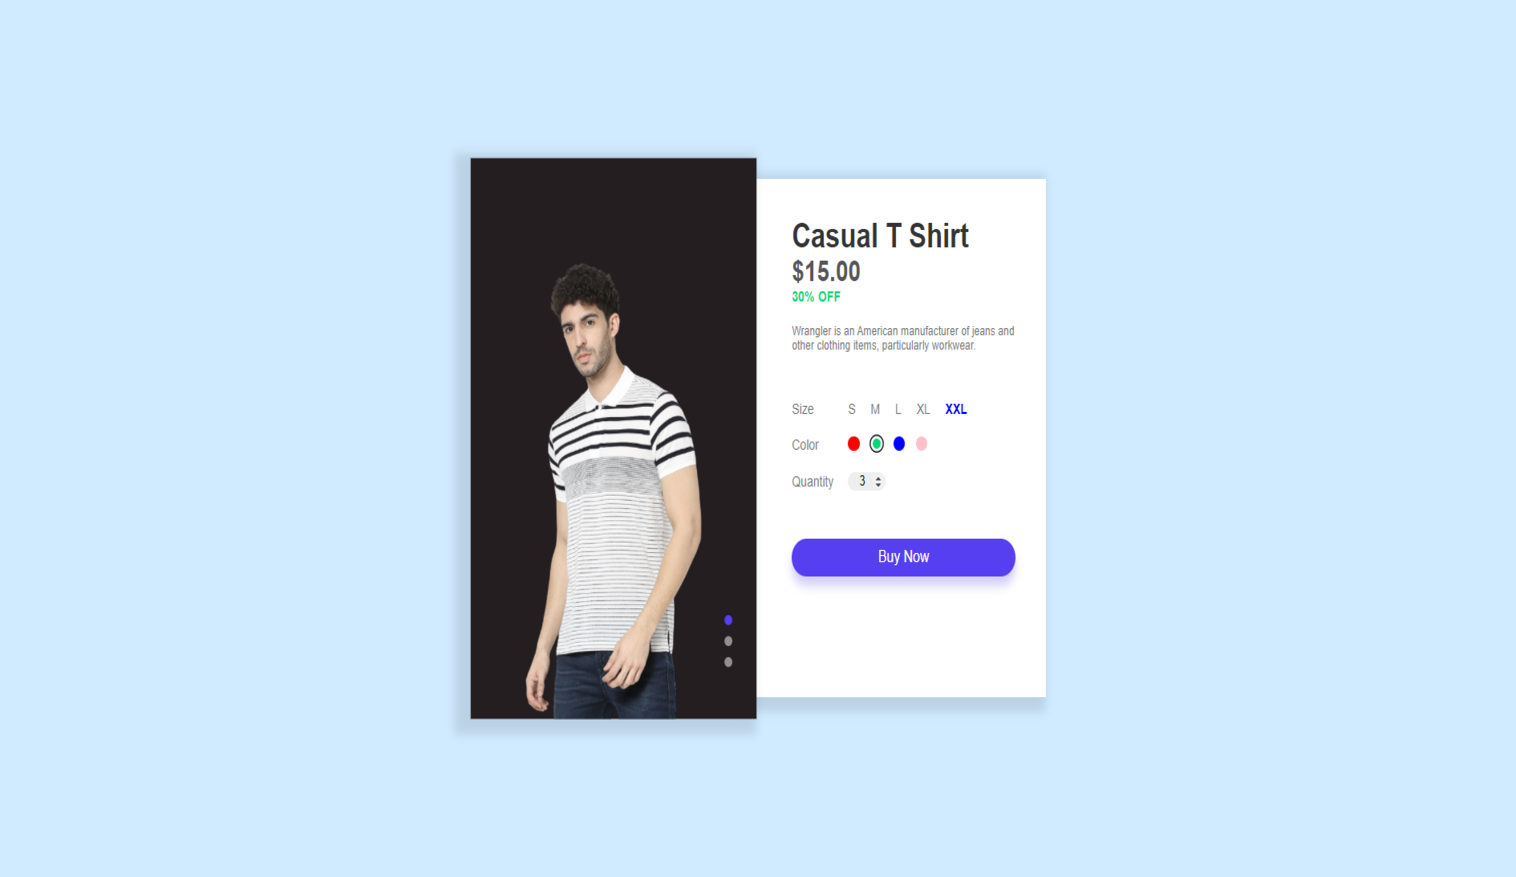 Casual T Shirt
$15.00
30% OFF
Wrangler is an American manufacturer of jeans and
other clothing items, particularly workwear.
Size S M L XL XXL
Color
Quantity 3
Buy Now